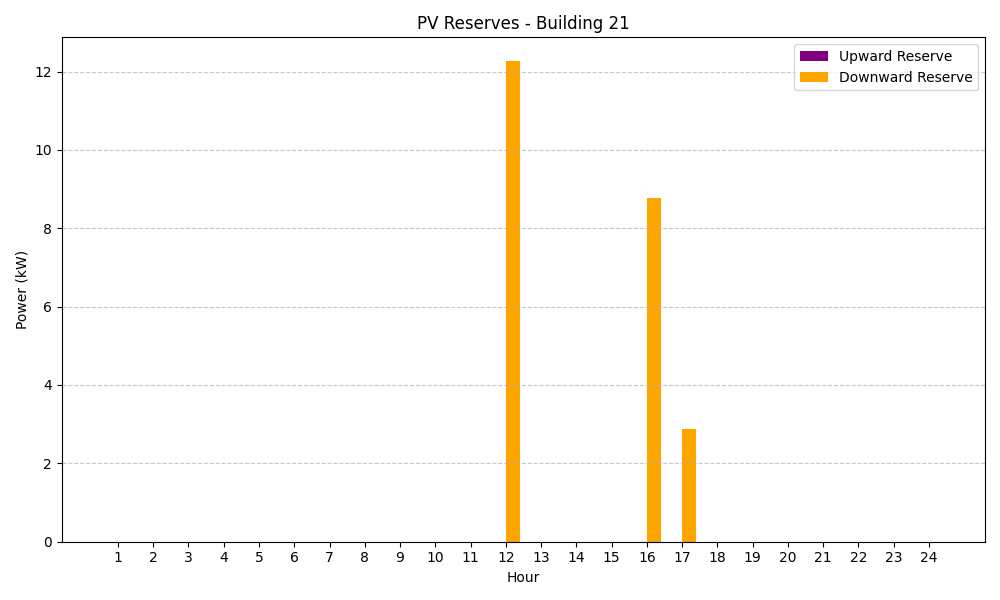 PV Reserves - Building 21
Upward Reserve
Downward Reserve
Power (kW)
12
10
8
6
4
2
0
1 2 3 4 5 6 7 8 9 10 11 12 13 14 15 16 17 18 19 20 21 22 23 24
Hour